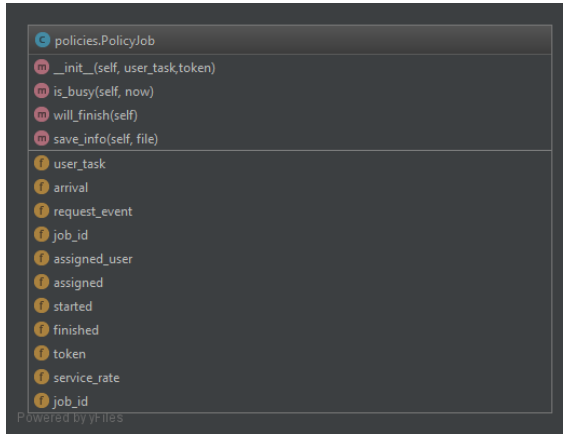 C policies.PolicyJob
m __init__(self, user_task,token)
m is_busy(self, now)
m will_finish(self)
m save_info(self, file)
f user_task
f arrival
f request_event
f job_id
f assigned_user
f assigned
f started
f finished
f token
f service_rate
f job_id
Powered by yFiles